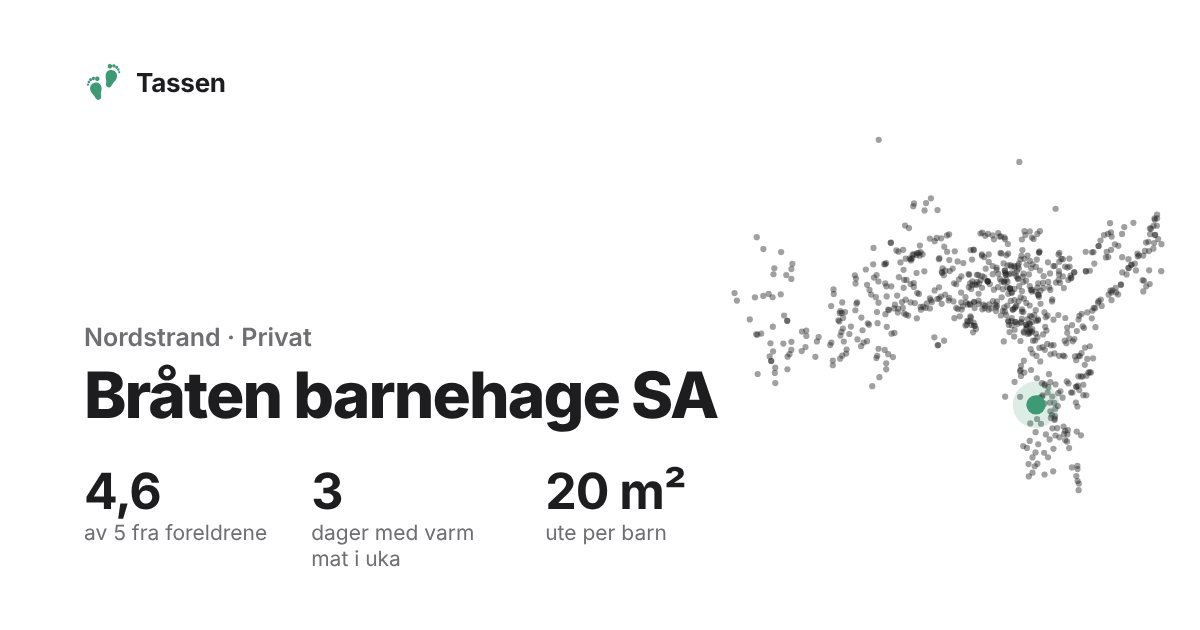 Tassen
Nordstrand · Privat
Bråten barnehage SA
4,6
av 5 fra foreldrene
3
dager med varm
mat i uka
20 m²
ute per barn